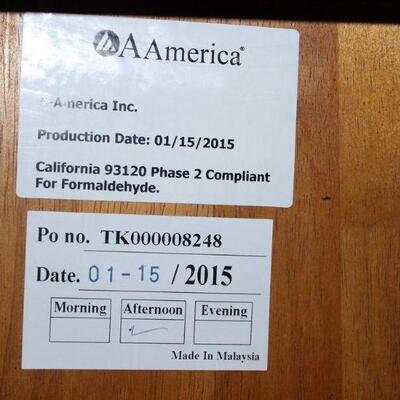 AAmerica®
A-America Inc.
Production Date: 01/15/2015
California 93120 Phase 2 Compliant
For Formaldehyde.
Po no. TK000008248
Date. 01-15 / 2015
Morning Afternoon Evening
Made In Malaysia